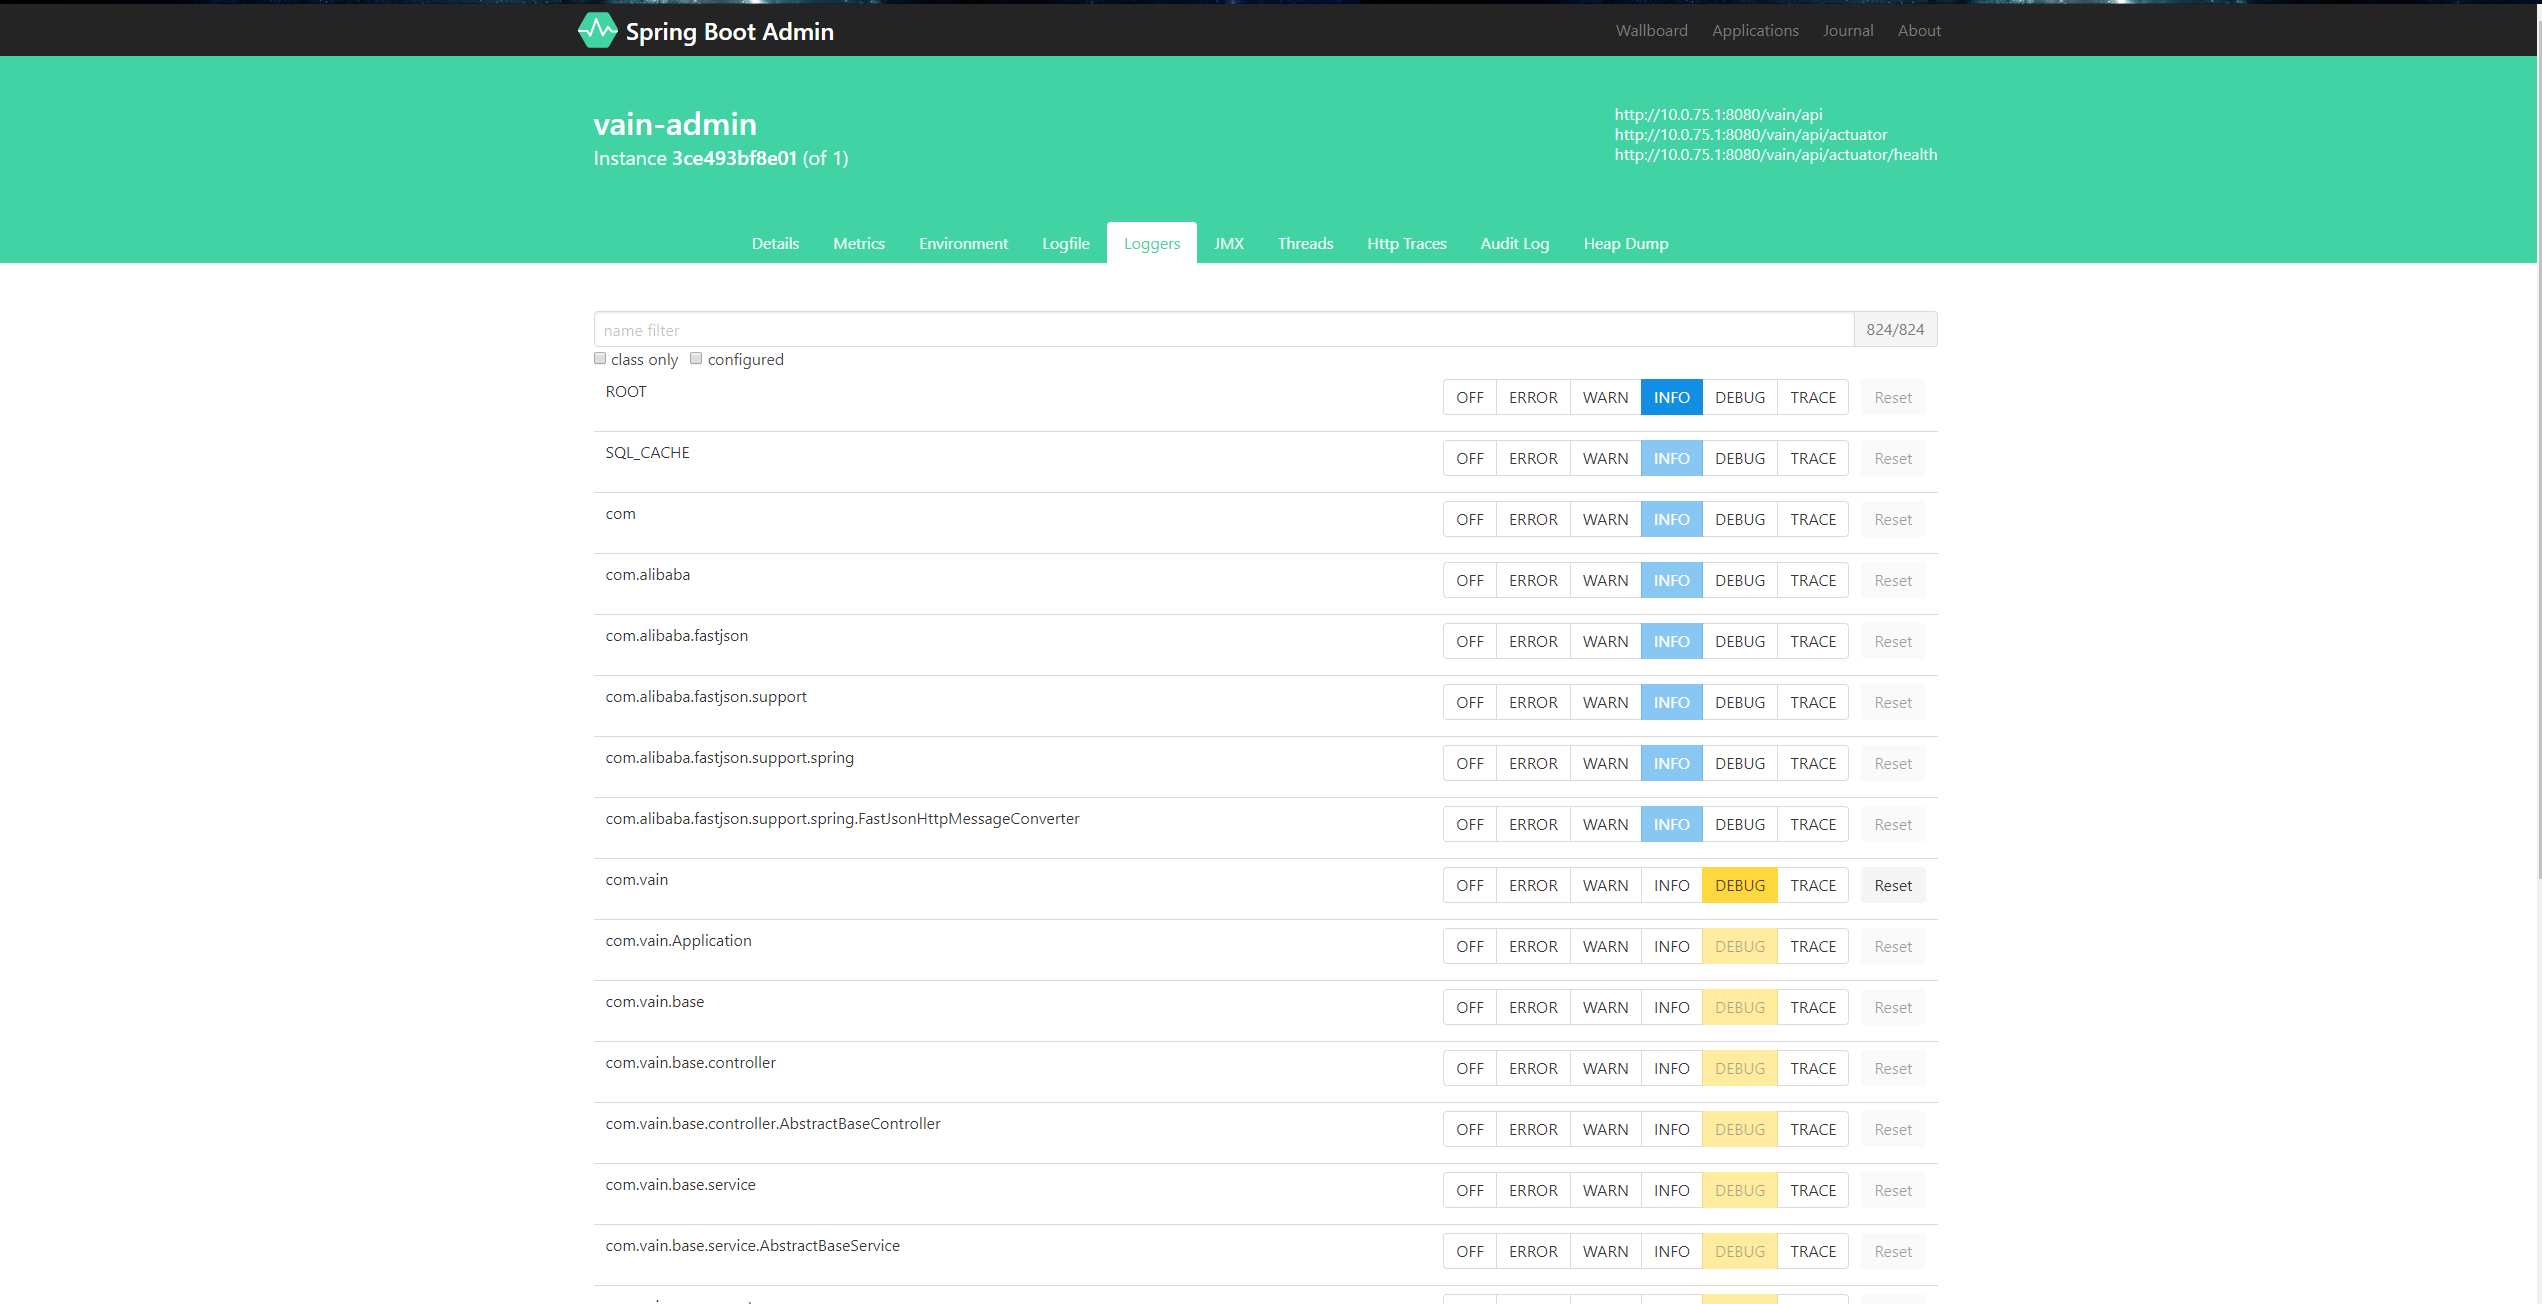 Spring Boot Admin
Wallboard Applications Journal About
vain-admin
Instance 3ce493bf8e01 (of 1)
http://10.0.75.1:8080/vain/api
http://10.0.75.1:8080/vain/api/actuator
http://10.0.75.1:8080/vain/api/actuator/health
Details Metrics Environment Logfile Loggers JMX Threads Http Traces Audit Log Heap Dump
name filter 824/824
class only configured
ROOT OFF ERROR WARN INFO DEBUG TRACE Reset
SQL_CACHE OFF ERROR WARN INFO DEBUG TRACE Reset
com OFF ERROR WARN INFO DEBUG TRACE Reset
com.alibaba OFF ERROR WARN INFO DEBUG TRACE Reset
com.alibaba.fastjson OFF ERROR WARN INFO DEBUG TRACE Reset
com.alibaba.fastjson.support OFF ERROR WARN INFO DEBUG TRACE Reset
com.alibaba.fastjson.support.spring OFF ERROR WARN INFO DEBUG TRACE Reset
com.alibaba.fastjson.support.spring.FastJsonHttpMessageConverter OFF ERROR WARN INFO DEBUG TRACE Reset
com.vain OFF ERROR WARN INFO DEBUG TRACE Reset
com.vain.Application OFF ERROR WARN INFO DEBUG TRACE Reset
com.vain.base OFF ERROR WARN INFO DEBUG TRACE Reset
com.vain.base.controller OFF ERROR WARN INFO DEBUG TRACE Reset
com.vain.base.controller.AbstractBaseController OFF ERROR WARN INFO DEBUG TRACE Reset
com.vain.base.service OFF ERROR WARN INFO DEBUG TRACE Reset
com.vain.base.service.AbstractBaseService OFF ERROR WARN INFO DEBUG TRACE Reset